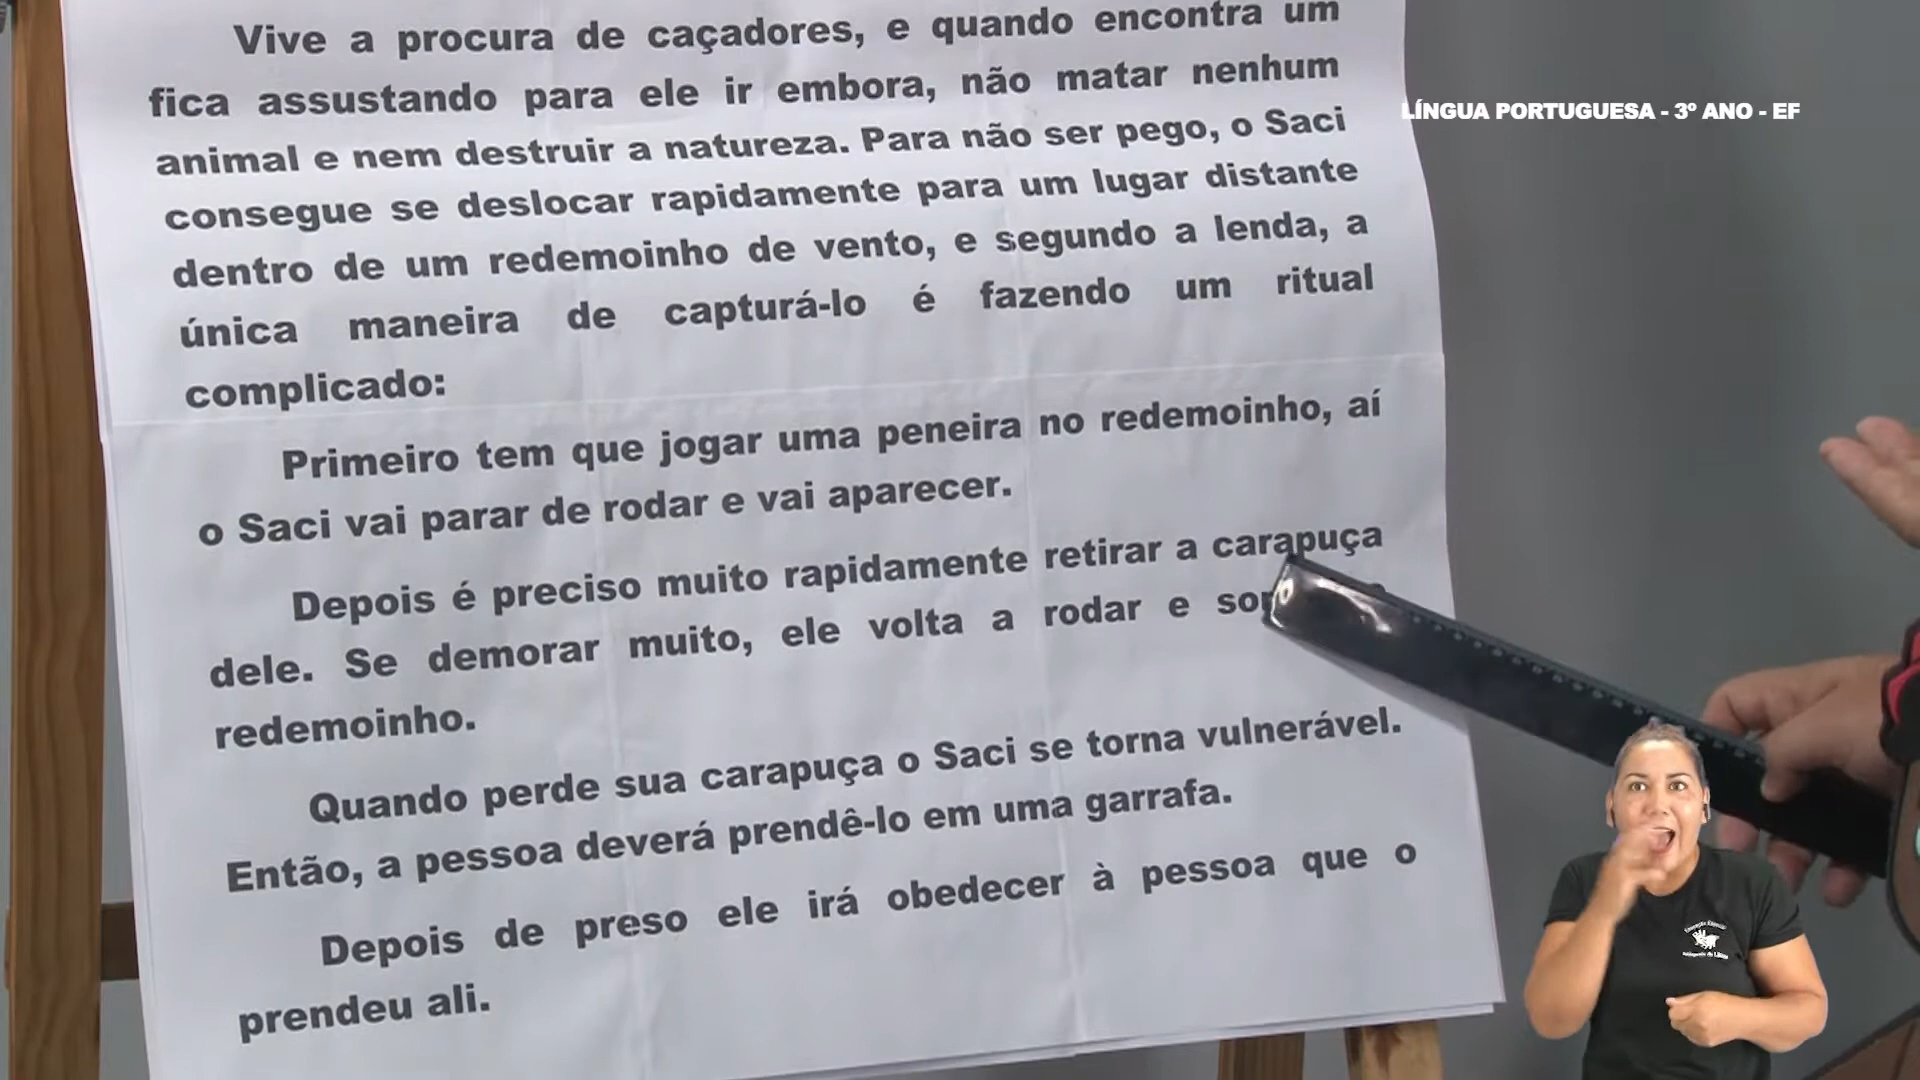 Vive a procura de caçadores, e quando encontra um
fica assustando para ele ir embora, não matar nenhum
animal e nem destruir a natureza. Para não ser pego, o Saci
consegue se deslocar rapidamente para um lugar distante
dentro de um redemoinho de vento, e segundo a lenda, a
única maneira de capturá-lo é fazendo um ritual
complicado:
Primeiro tem que jogar uma peneira no redemoinho, aí
o Saci vai parar de rodar e vai aparecer.
Depois é preciso muito rapidamente retirar a carapuça
dele. Se demorar muito, ele volta a rodar e
redemoinho.
Quando perde sua carapuça o Saci se torna vulnerável.
Então, a pessoa deverá prendê-lo em uma garrafa.
Depois de preso ele irá obedecer à pessoa que o
prendeu ali.
LÍNGUA PORTUGUESA - 3º ANO - EF